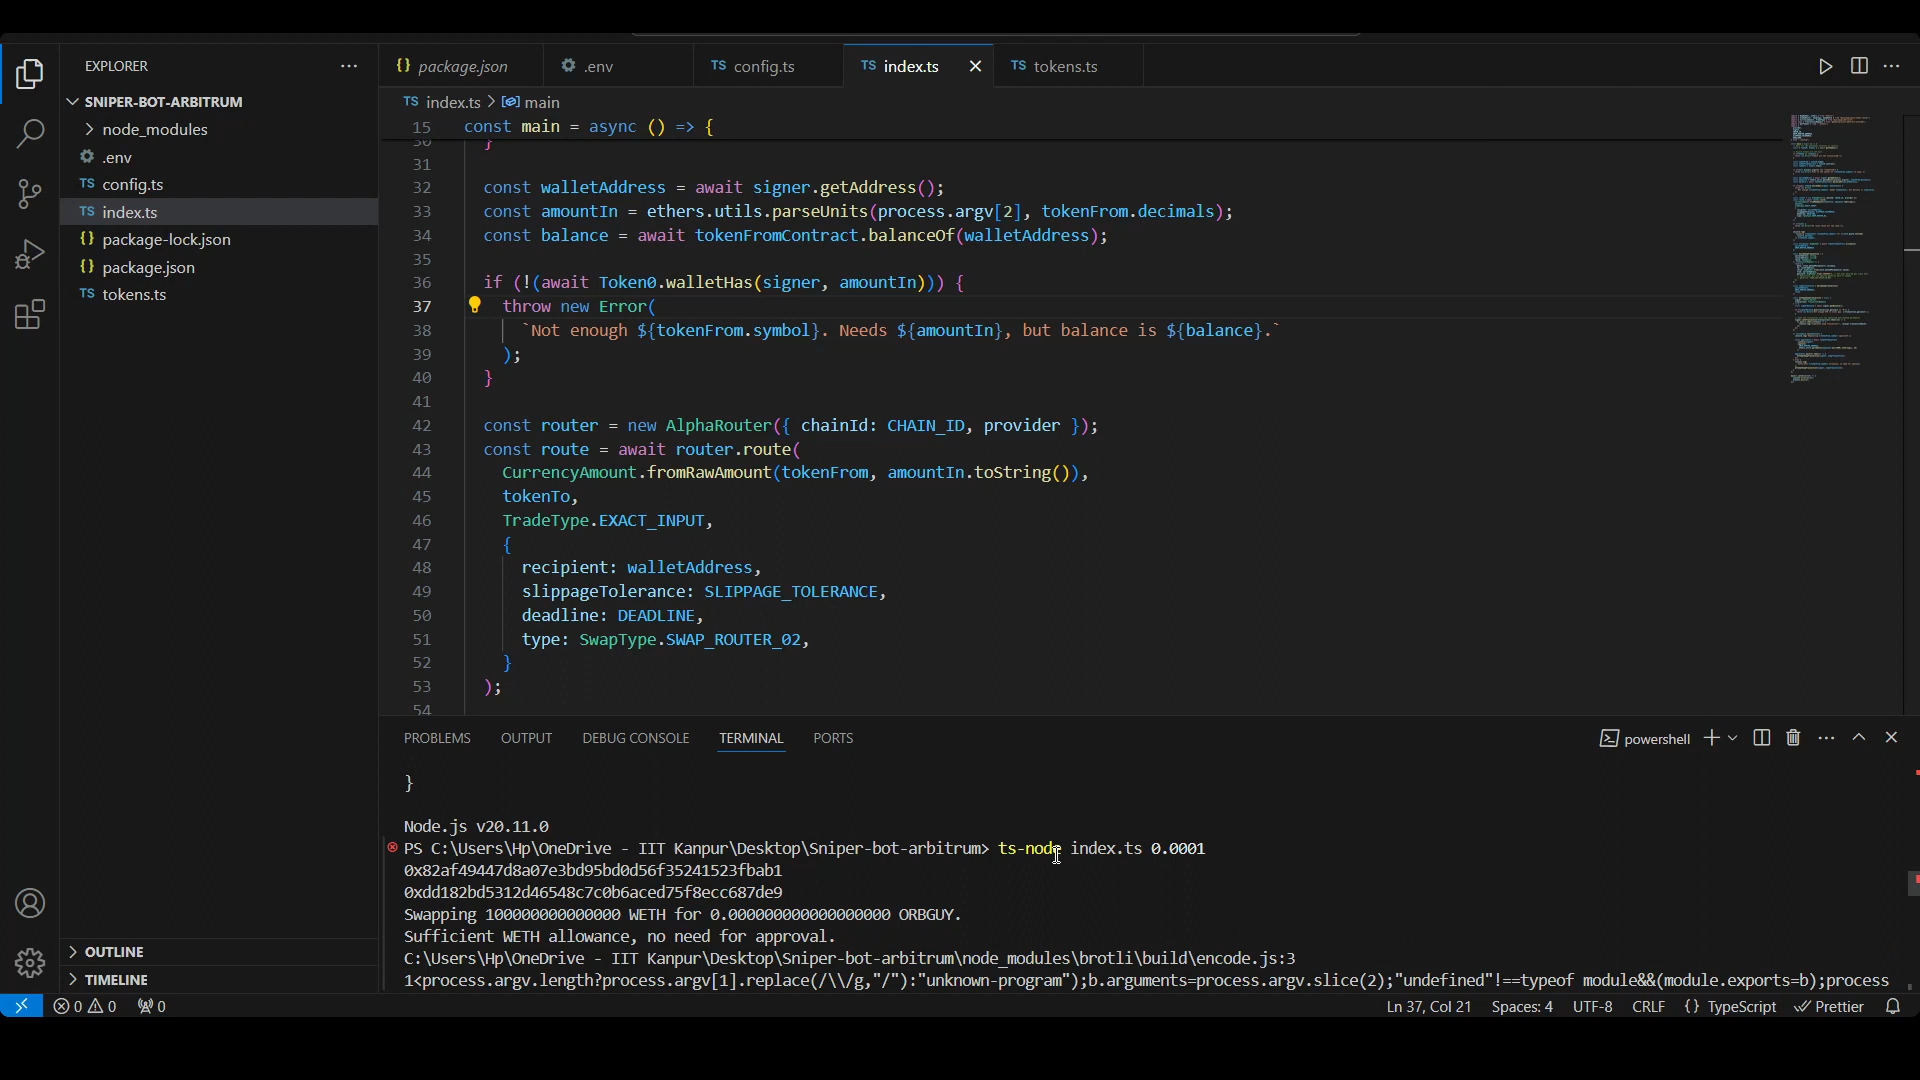 EXPLORER
SNIPER-BOT-ARBITRUM
node_modules
.env
TS config.ts
TS index.ts
{} package-lock.json
{} package.json
TS tokens.ts
OUTLINE
TIMELINE
{} package.json
.env
TS config.ts
TS index.ts
TS tokens.ts
TS index.ts > main
15 const main = async () => {
30 }
31
32 const walletAddress = await signer.getAddress();
33 const amountIn = ethers.utils.parseUnits(process.argv[2], tokenFrom.decimals);
34 const balance = await tokenFromContract.balanceOf(walletAddress);
35
36 if (!(await Token0.walletHas(signer, amountIn))) {
37 throw new Error(
38 `Not enough ${tokenFrom.symbol}. Needs ${amountIn}, but balance is ${balance}.`
39 );
40 }
41
42 const router = new AlphaRouter({ chainId: CHAIN_ID, provider });
43 const route = await router.route(
44 CurrencyAmount.fromRawAmount(tokenFrom, amountIn.toString()),
45 tokenTo,
46 TradeType.EXACT_INPUT,
47 {
48 recipient: walletAddress,
49 slippageTolerance: SLIPPAGE_TOLERANCE,
50 deadline: DEADLINE,
51 type: SwapType.SWAP_ROUTER_02,
52 }
53 );
54
PROBLEMS OUTPUT DEBUG CONSOLE TERMINAL PORTS
powershell
}
Node.js v20.11.0
PS C:\Users\Hp\OneDrive - IIT Kanpur\Desktop\Sniper-bot-arbitrum> ts-node index.ts 0.0001
0x82af49447d8a07e3bd95bd0d56f35241523fbab1
0xdd182bd5312d46548c7c0b6aced75f8ecc687de9
Swapping 100000000000000 WETH for 0.000000000000000000 ORBGUY.
Sufficient WETH allowance, no need for approval.
C:\Users\Hp\OneDrive - IIT Kanpur\Desktop\Sniper-bot-arbitrum\node_modules\brotli\build\encode.js:3
1<process.argv.length?process.argv[1].replace(/\\/g,"/"):"unknown-program");b.arguments=process.argv.slice(2);"undefined"!==typeof module&&(module.exports=b);process
0 0 0
Ln 37, Col 21
Spaces: 4
UTF-8
CRLF
{} TypeScript
Prettier